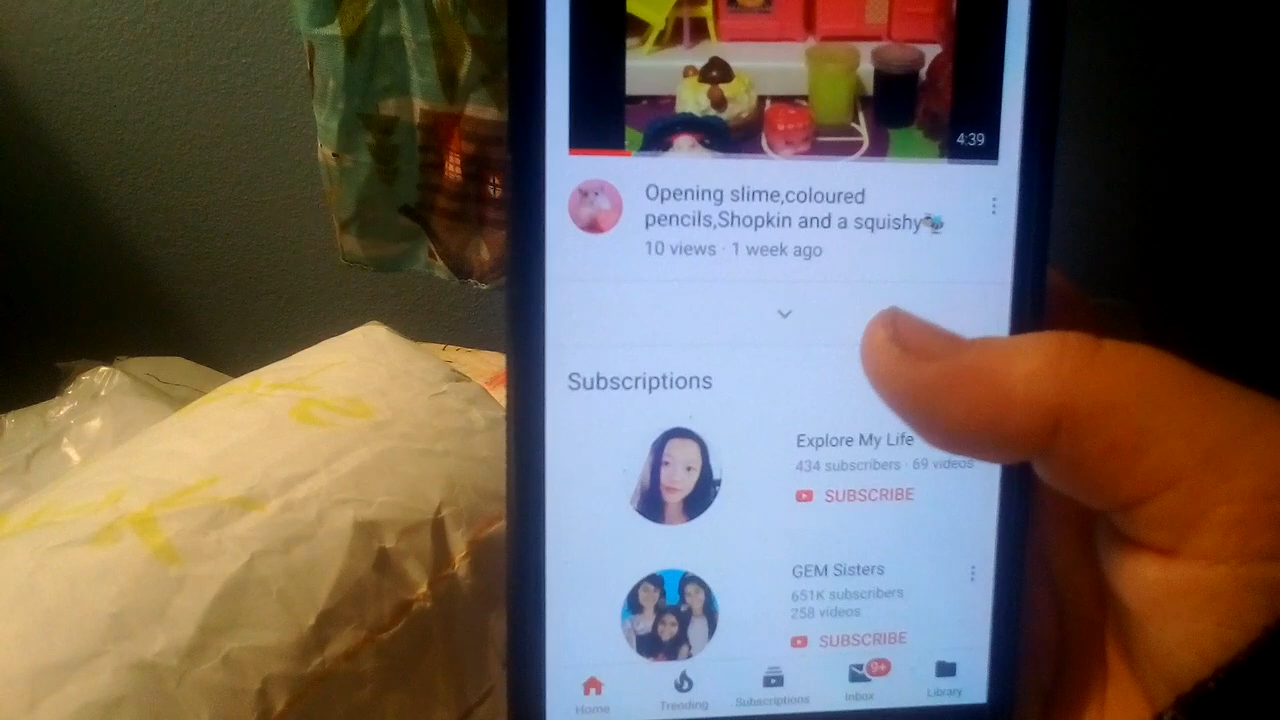 4:39
Opening slime,coloured
pencils,Shopkin and a squishy
10 views · 1 week ago
Subscriptions
Explore My Life
434 subscribers · 69 videos
SUBSCRIBE
GEM Sisters
651K subscribers
258 videos
SUBSCRIBE
9+
Home Trending Subscriptions Inbox Library